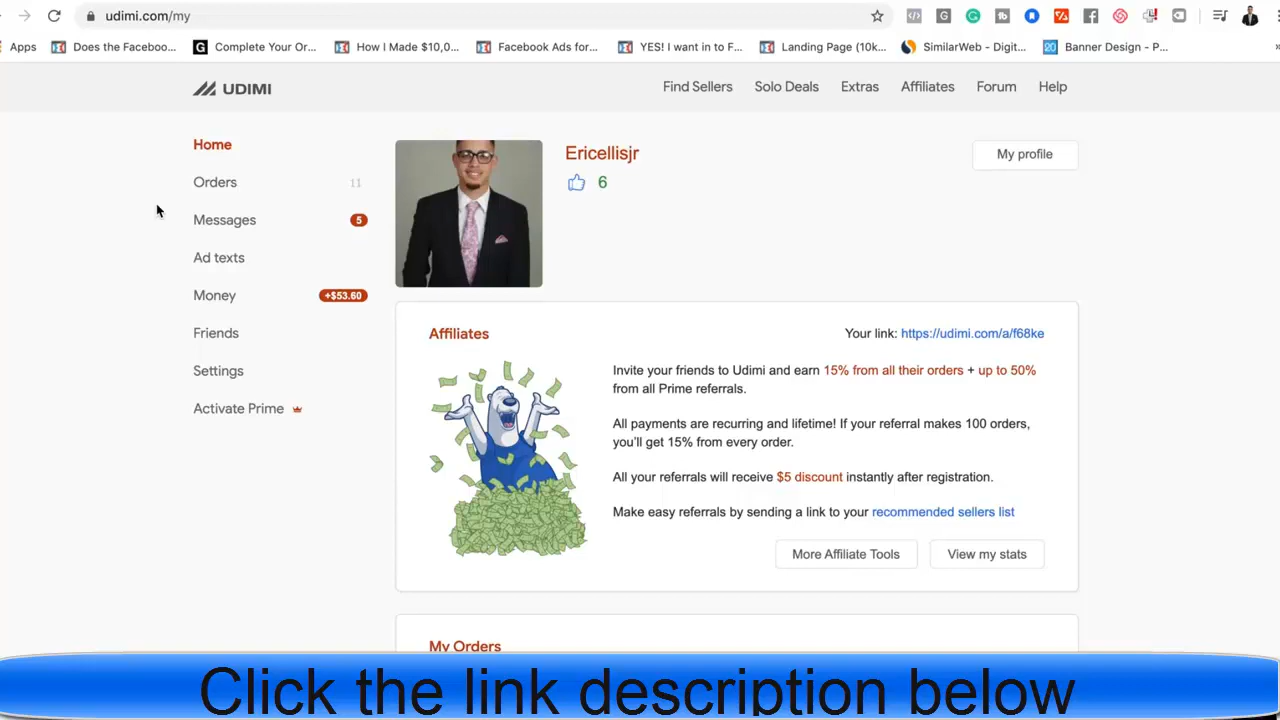 udimi.com/my
Apps
Does the Faceboo...
Complete Your Or...
How I Made $10,0...
Facebook Ads for...
YES! I want in to F...
Landing Page (10k...
SimilarWeb - Digit...
Banner Design - P...
UDIMI
Find Sellers
Solo Deals
Extras
Affiliates
Forum
Help
Home
Orders 11
Messages 5
Ad texts
Money +$53.60
Friends
Settings
Activate Prime
Ericellisjr
6
My profile
Affiliates
Your link: https://udimi.com/a/f68ke
Invite your friends to Udimi and earn 15% from all their orders + up to 50%
from all Prime referrals.
All payments are recurring and lifetime! If your referral makes 100 orders,
you'll get 15% from every order.
All your referrals will receive $5 discount instantly after registration.
Make easy referrals by sending a link to your recommended sellers list
More Affiliate Tools
View my stats
My Orders
Click the link description below